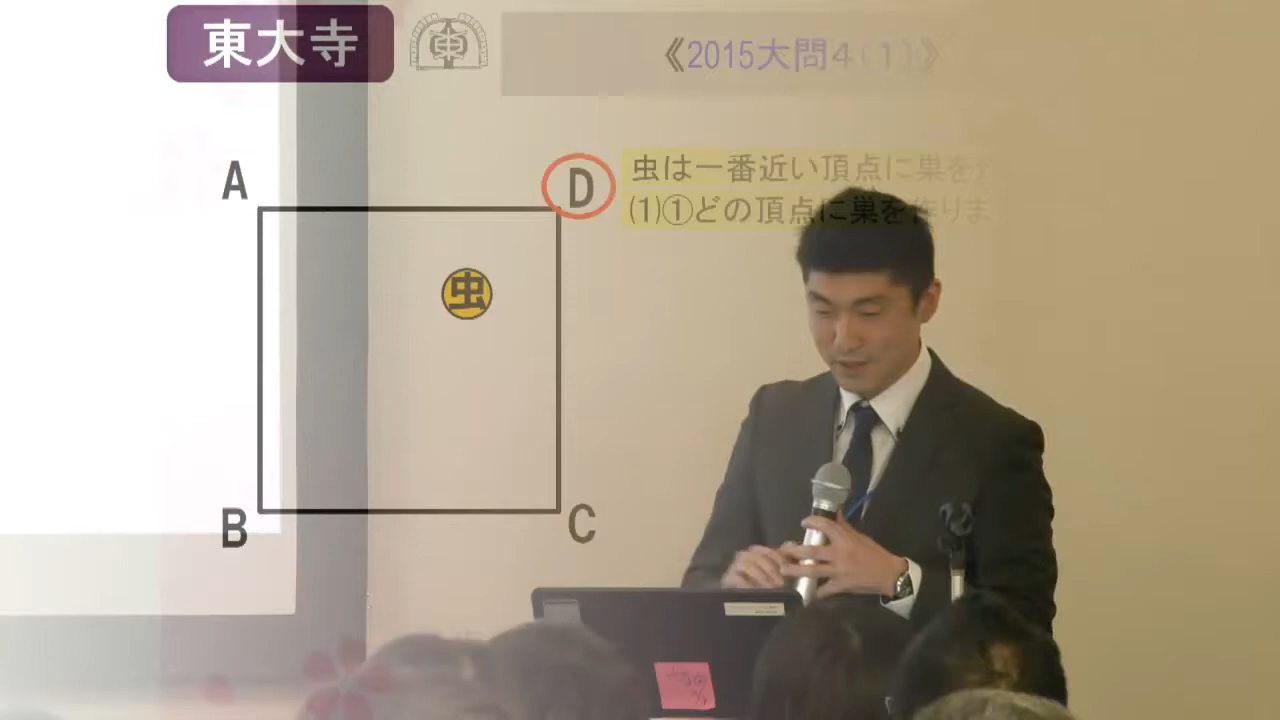 東大寺
《2015大問4(1)》
虫は一番近い頂点に巣を
(1)①どの頂点に巣を作りま
A
D
虫
B
C